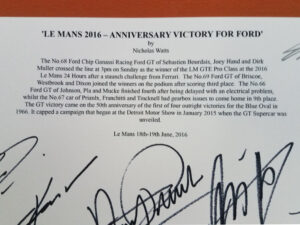 'LE MANS 2016 – ANNIVERSARY VICTORY FOR FORD'
by
Nicholas Watts
The No.68 Ford Chip Ganassi Racing Ford GT of Sebastien Bourdais, Joey Hand and Dirk
Muller crossed the line at 3pm on Sunday as the winner of the LM GTE Pro Class at the 2016
Le Mans 24 Hours after a staunch challenge from Ferrari. The No.69 Ford GT of Briscoe,
Westbrook and Dixon joined the winners on the podium after scoring third place. The No.66
Ford GT of Johnson, Pla and Mucke finished fourth after being delayed with an electrical problem,
whilst the No.67 car of Priaulx, Franchitti and Tincknell had gearbox issues to come home in 9th place.
The GT victory came on the 50th anniversary of the first of four outright victories for the Blue Oval in
1966. It capped a campaign that began at the Detroit Motor Show in January 2015 when the GT Supercar was
unveiled.
Le Mans 18th-19th June, 2016